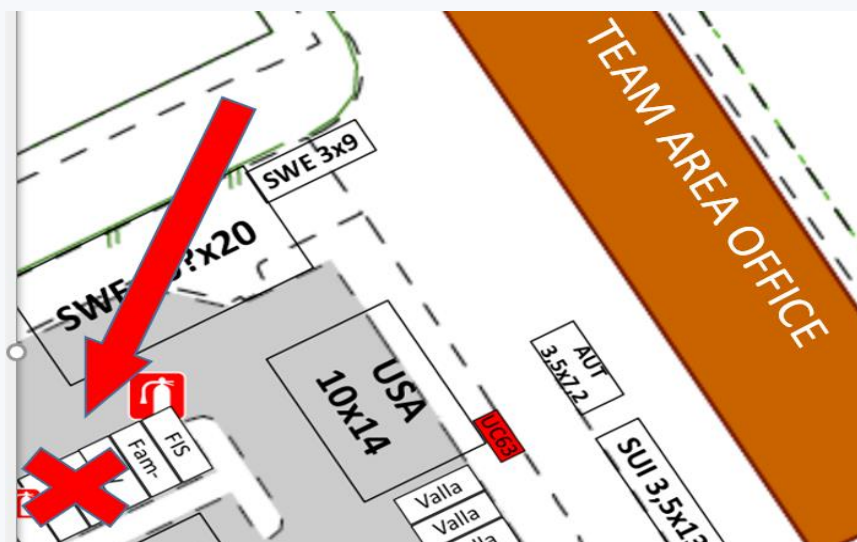 TEAM AREA OFFICE
SWE 3x9
SWE ?x20
USA
10x14
AUT
3,5x7,2
UC63
SUI 3,5x13
FIS
Fam-
Valla
Valla